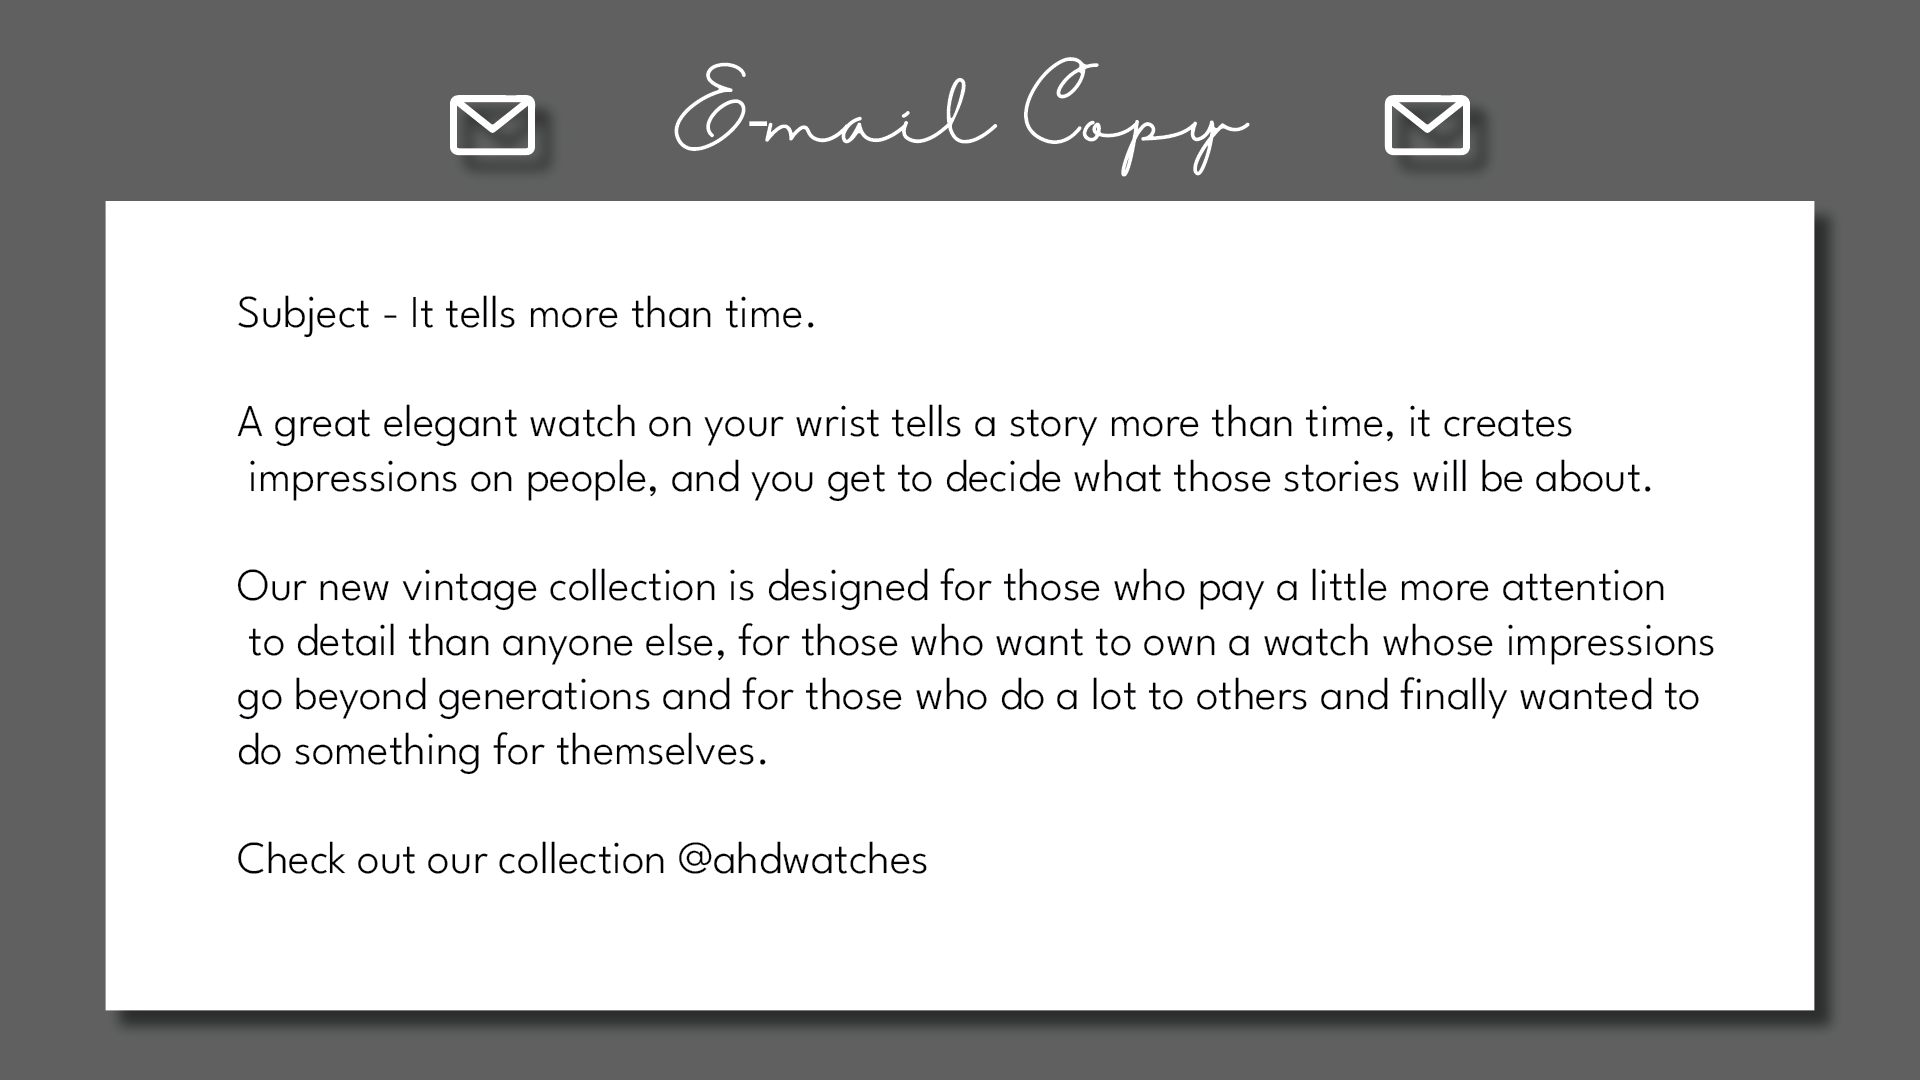 E-mail Copy
Subject - It tells more than time.
A great elegant watch on your wrist tells a story more than time, it creates
impressions on people, and you get to decide what those stories will be about.
Our new vintage collection is designed for those who pay a little more attention
to detail than anyone else, for those who want to own a watch whose impressions
go beyond generations and for those who do a lot to others and finally wanted to
do something for themselves.
Check out our collection @ahdwatches